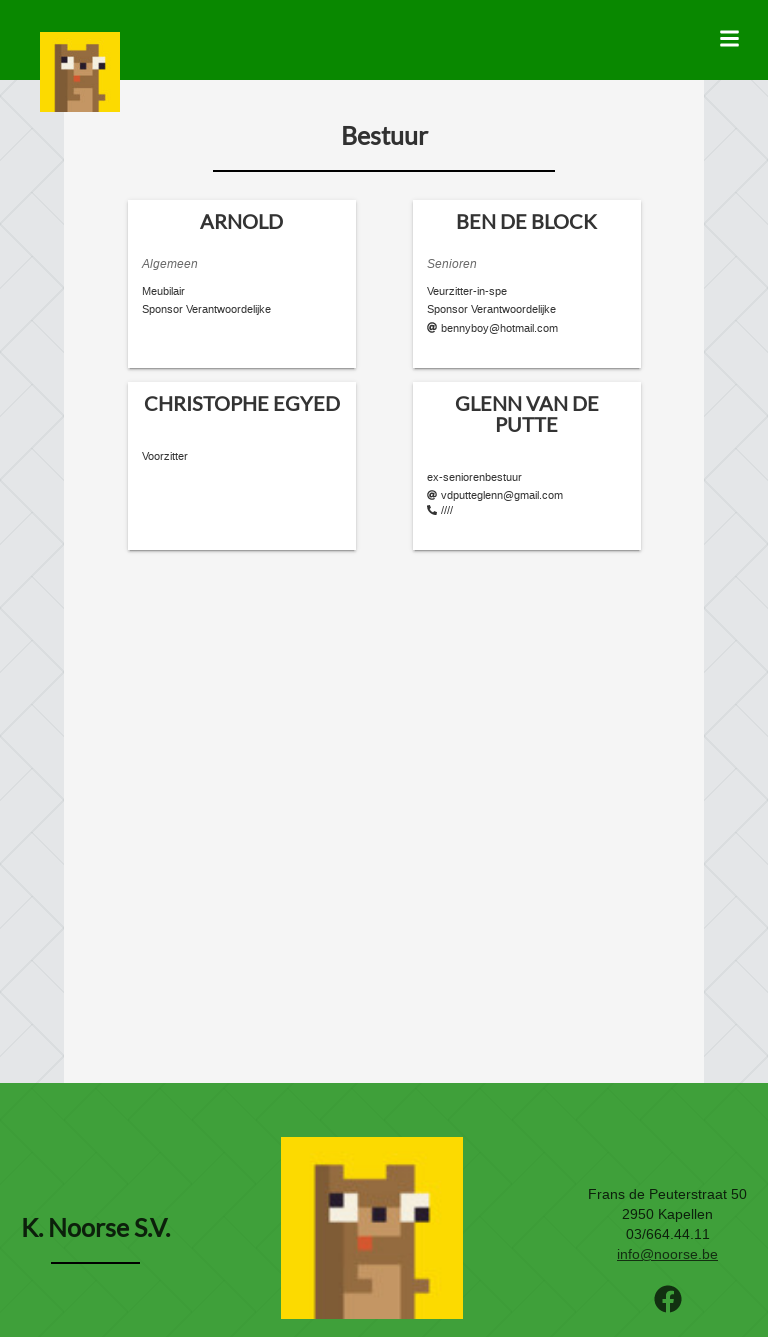 Bestuur
ARNOLD
Algemeen
Meubilair
Sponsor Verantwoordelijke
BEN DE BLOCK
Senioren
Veurzitter-in-spe
Sponsor Verantwoordelijke
bennyboy@hotmail.com
CHRISTOPHE EGYED
Voorzitter
GLENN VAN DE
PUTTE
ex-seniorenbestuur
vdputteglenn@gmail.com
////
K. Noorse S.V.
Frans de Peuterstraat 50
2950 Kapellen
03/664.44.11
info@noorse.be